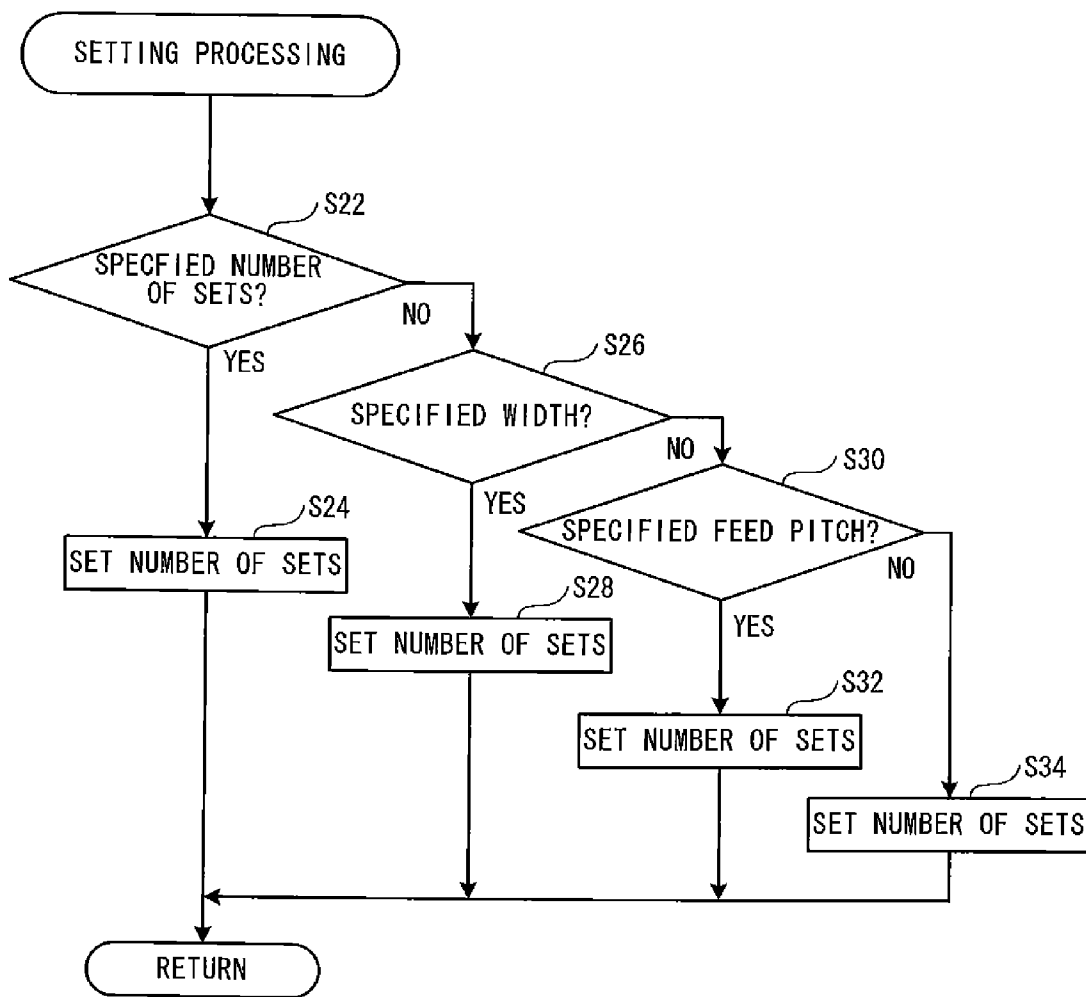 SETTING PROCESSING
S22
SPECFIED NUMBER
OF SETS?
NO
YES
S26
SPECIFIED WIDTH?
NO
YES
S30
SPECIFIED FEED PITCH?
NO
YES
S24
SET NUMBER OF SETS
S28
SET NUMBER OF SETS
S32
SET NUMBER OF SETS
S34
SET NUMBER OF SETS
RETURN